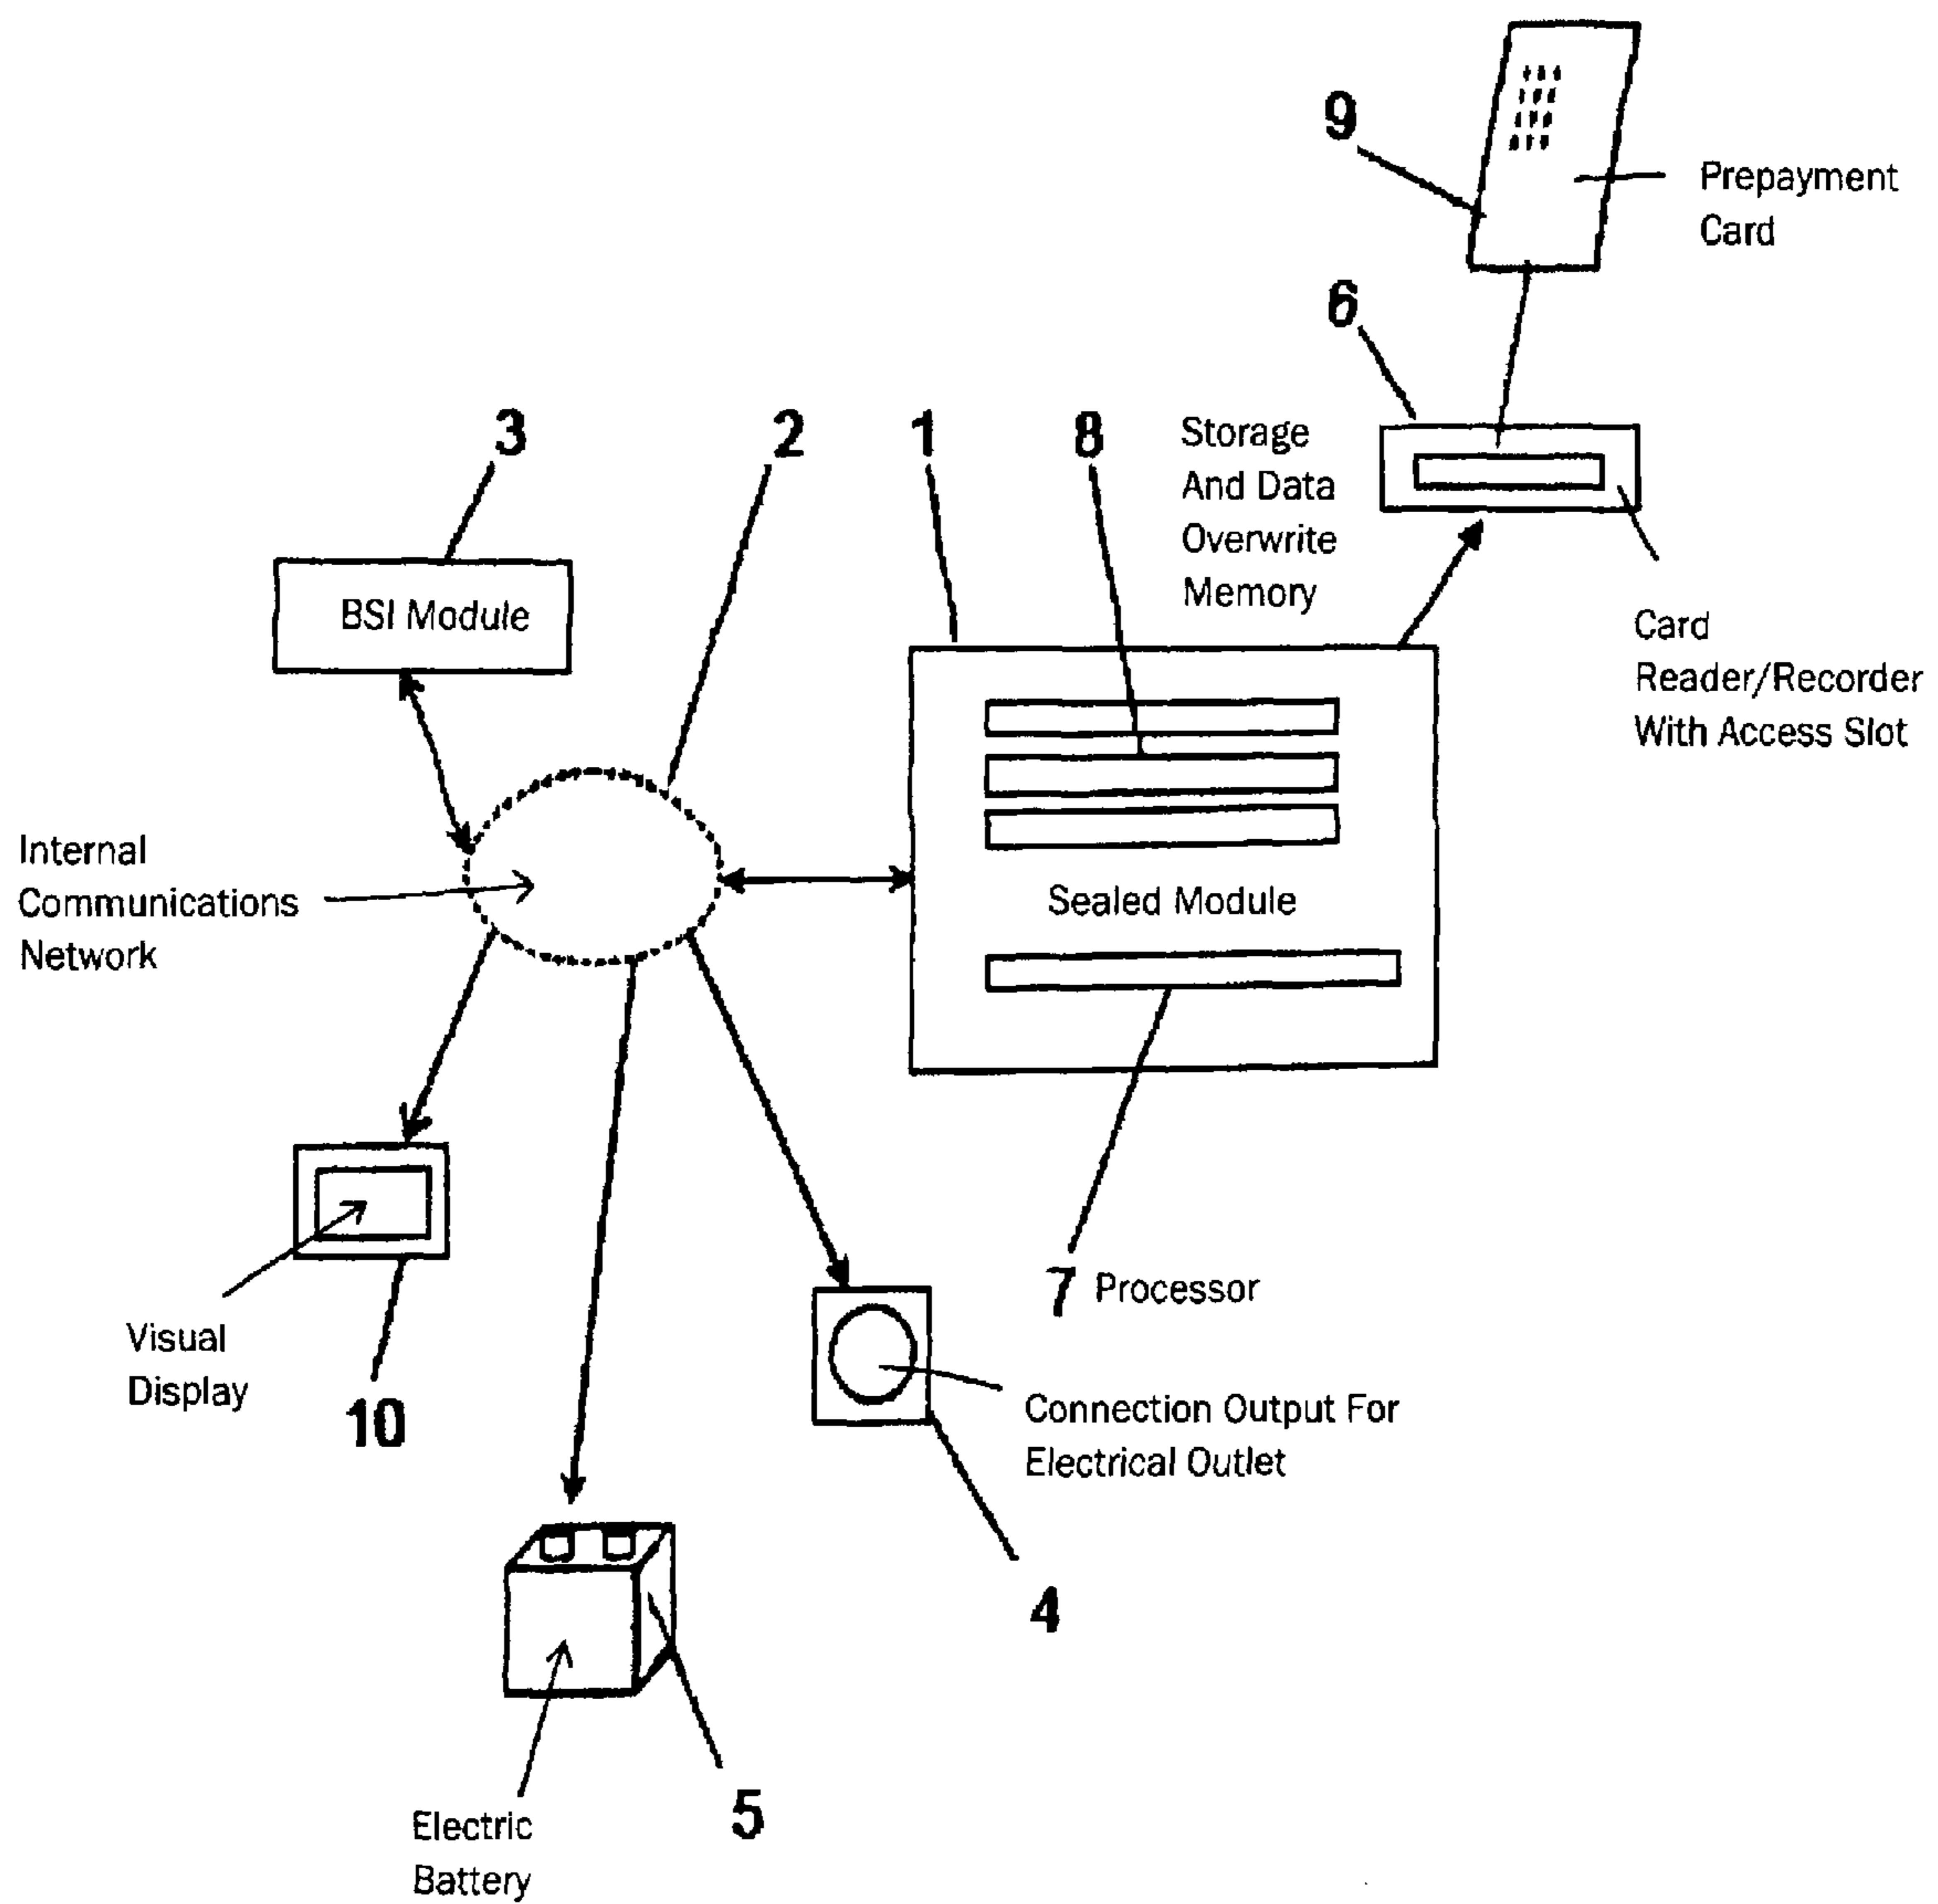 9
Prepayment
Card
6
3
2
1
8
Storage
And Data
Overwrite
Memory
BSI Module
Card
Reader/Recorder
With Access Slot
Internal
Communications
Network
Sealed Module
7 Processor
Visual
Display
10
Connection Output For
Electrical Outlet
4
5
Electric
Battery